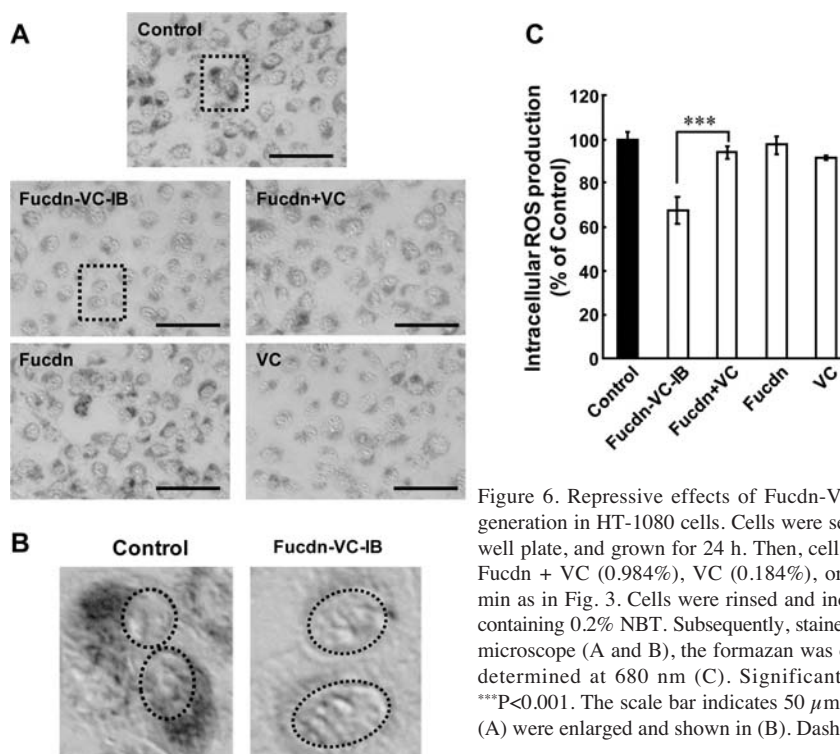 A
Control
Fucdn-VC-IB
Fucdn+VC
Fucdn
VC
B
Control
Fucdn-VC-IB
C
Intracellular ROS production
(% of Control)
120
100
80
60
40
20
0
***
Control
Fucdn-VC-IB
Fucdn+VC
Fucdn
VC
Figure 6. Repressive effects of Fucdn-V
generation in HT-1080 cells. Cells were se
well plate, and grown for 24 h. Then, cell
Fucdn + VC (0.984%), VC (0.184%), or
min as in Fig. 3. Cells were rinsed and in
containing 0.2% NBT. Subsequently, staine
microscope (A and B), the formazan was
determined at 680 nm (C). Significant
***P<0.001. The scale bar indicates 50 µm
(A) were enlarged and shown in (B). Dash